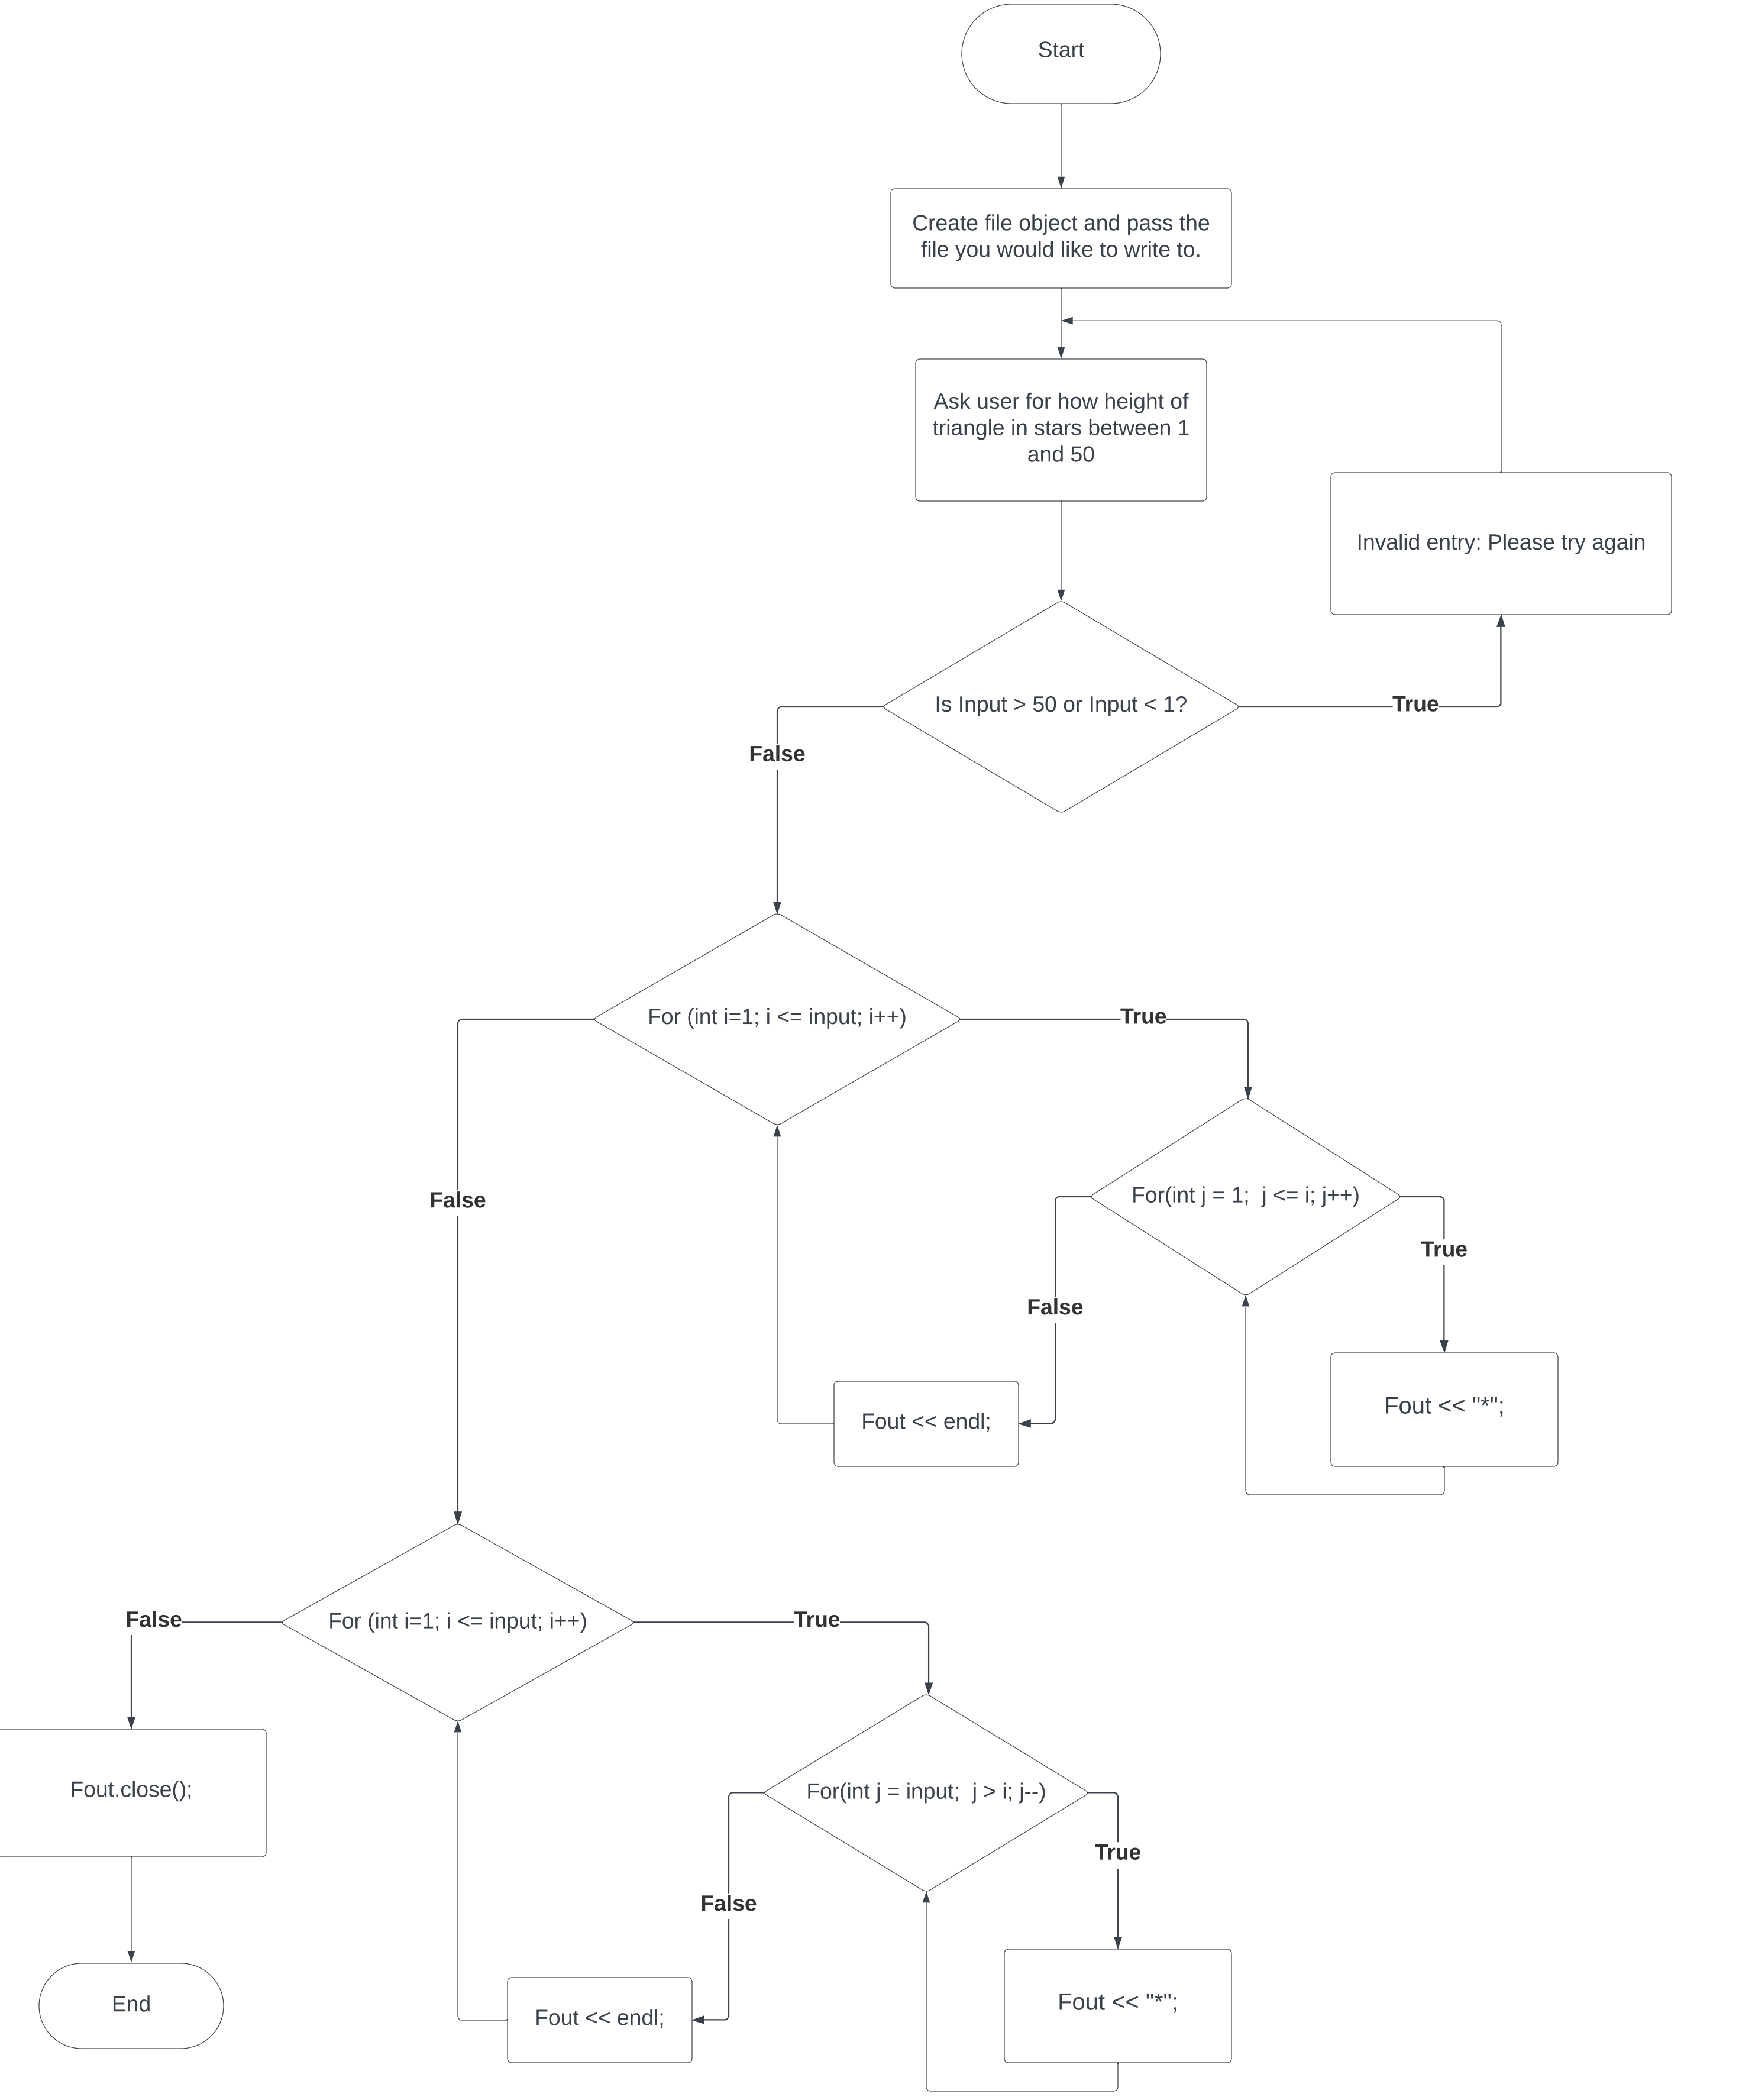 Start
Create file object and pass the
file you would like to write to.
Ask user for how height of
triangle in stars between 1
and 50
Invalid entry: Please try again
Is Input > 50 or Input < 1?
True
False
For (int i=1; i <= input; i++)
True
False
For(int j = 1;  j <= i; j++)
True
False
Fout << "*";
Fout << endl;
For (int i=1; i <= input; i++)
False
True
Fout.close();
For(int j = input;  j > i; j--)
True
False
End
Fout << "*";
Fout << endl;